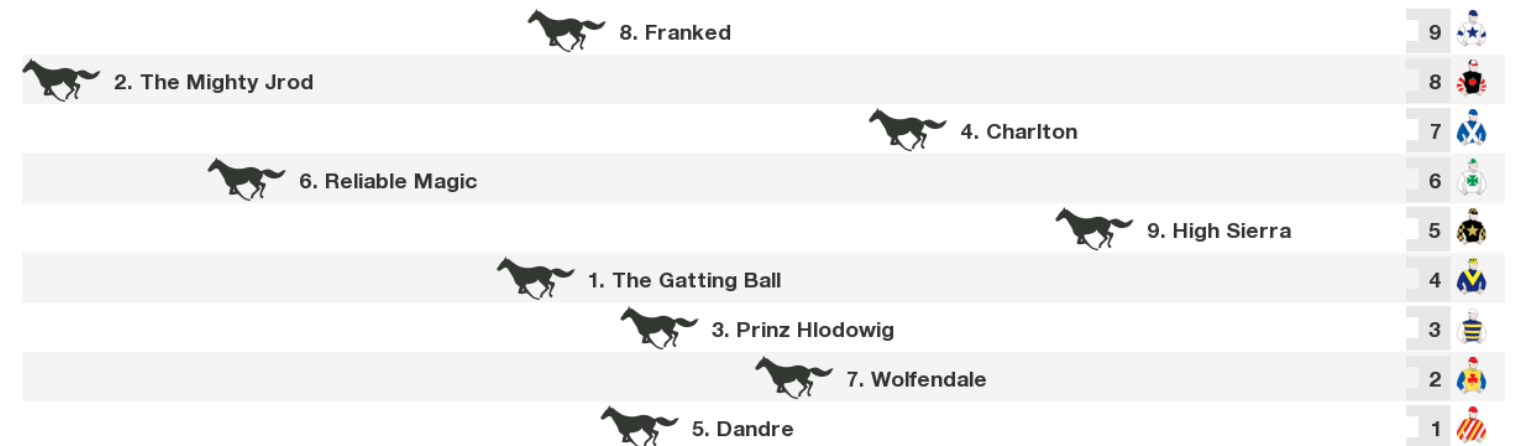 8. Franked 9
2. The Mighty Jrod 8
4. Charlton 7
6. Reliable Magic 6
9. High Sierra 5
1. The Gatting Ball 4
3. Prinz Hlodowig 3
7. Wolfendale 2
5. Dandre 1